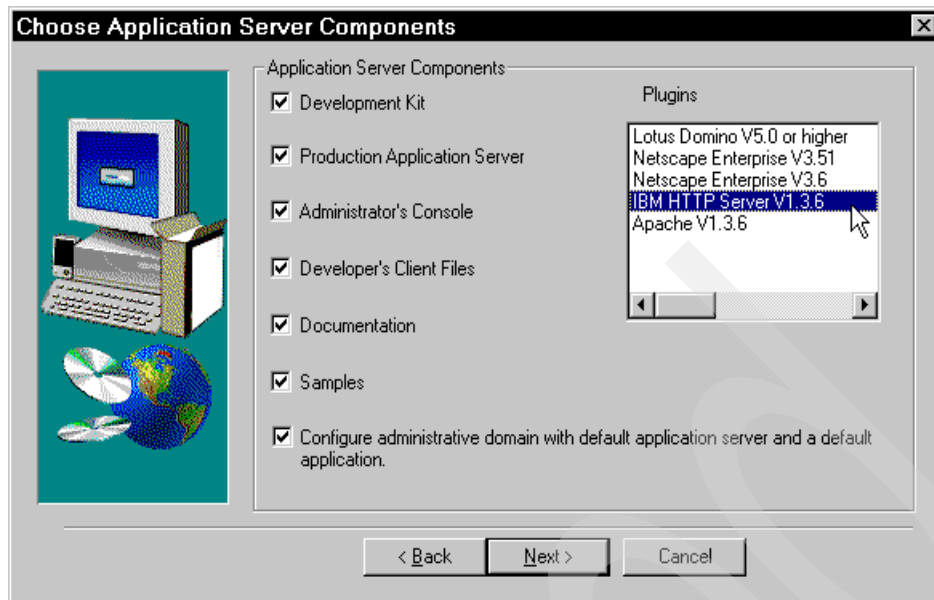 Choose Application Server Components
Application Server Components
Development Kit
Production Application Server
Administrator's Console
Developer's Client Files
Documentation
Samples
Configure administrative domain with default application server and a default
application.
Plugins
Lotus Domino V5.0 or higher
Netscape Enterprise V3.51
Netscape Enterprise V3.6
IBM HTTP Server V1.3.6
Apache V1.3.6
< Back
Next >
Cancel